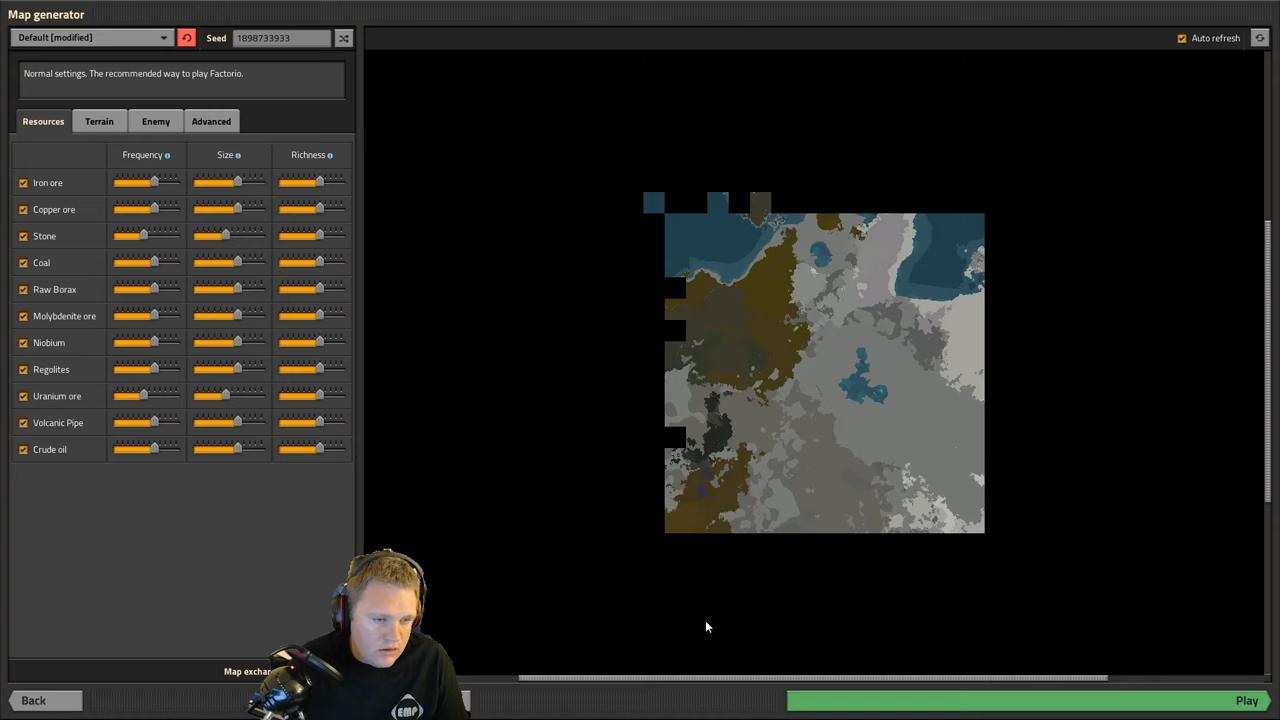 Map generator
Default [modified]
Seed
1898733933
Auto refresh
Normal settings. The recommended way to play Factorio.
Resources
Terrain
Enemy
Advanced
Frequency
Size
Richness
Iron ore
Copper ore
Stone
Coal
Raw Borax
Molybdenite ore
Niobium
Regolites
Uranium ore
Volcanic Pipe
Crude oil
Map exchan
EMP
Back
Play